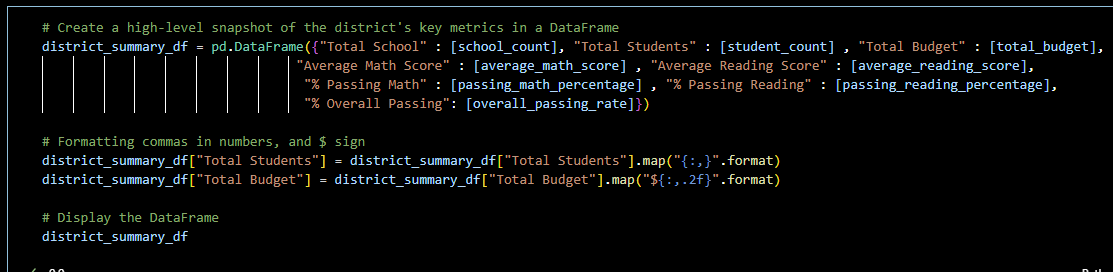 # Create a high-level snapshot of the district's key metrics in a DataFrame
district_summary_df = pd.DataFrame({"Total School" : [school_count], "Total Students" : [student_count] , "Total Budget" : [total_budget],
"Average Math Score" : [average_math_score] , "Average Reading Score" : [average_reading_score],
"% Passing Math" : [passing_math_percentage] , "% Passing Reading" : [passing_reading_percentage],
"% Overall Passing": [overall_passing_rate]})
# Formatting commas in numbers, and $ sign
district_summary_df["Total Students"] = district_summary_df["Total Students"].map("{:,}".format)
district_summary_df["Total Budget"] = district_summary_df["Total Budget"].map("${:,.2f}".format)
# Display the DataFrame
district_summary_df